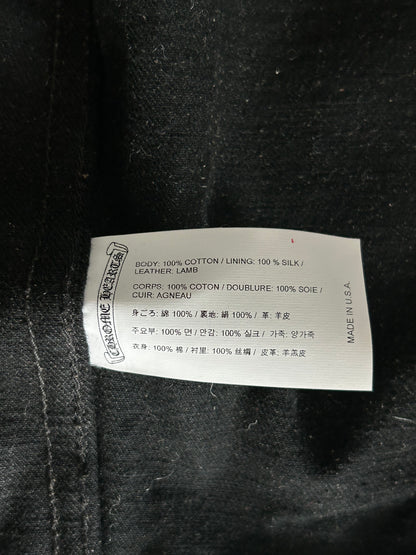 CHROME HEARTS
BODY: 100% COTTON / LINING: 100 % SILK /
LEATHER, LAMB
CORPS: 100% COTON / DOUBLURE: 100% SOIE /
CUIR: AGNEAU
身ごろ: 綿 100% / 裏地: 絹 100% / 革: 羊皮
주요부: 100% 면 / 안감: 100% 실크 / 가죽: 양가죽
衣身: 100% 棉 / 衬里: 100% 丝绸 / 皮革: 羊羔皮
MADE IN U.S.A.